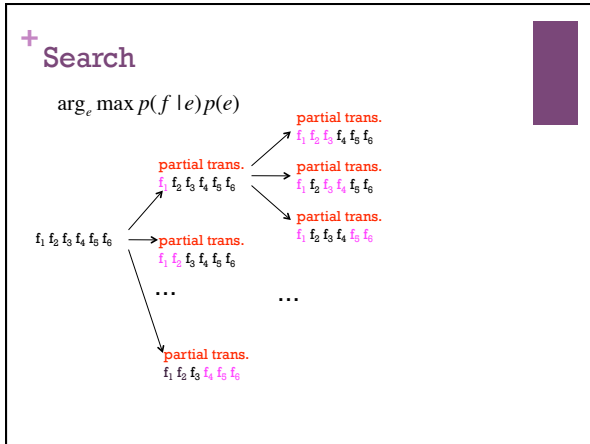 +
Search
arg_e max p(f | e) p(e)
partial trans.
f₁ f₂ f₃ f₄ f₅ f₆
partial trans.
f₁ f₂ f₃ f₄ f₅ f₆
partial trans.
f₁ f₂ f₃ f₄ f₅ f₆
partial trans.
f₁ f₂ f₃ f₄ f₅ f₆
f₁ f₂ f₃ f₄ f₅ f₆
partial trans.
f₁ f₂ f₃ f₄ f₅ f₆
...
...
partial trans.
f₁ f₂ f₃ f₄ f₅ f₆